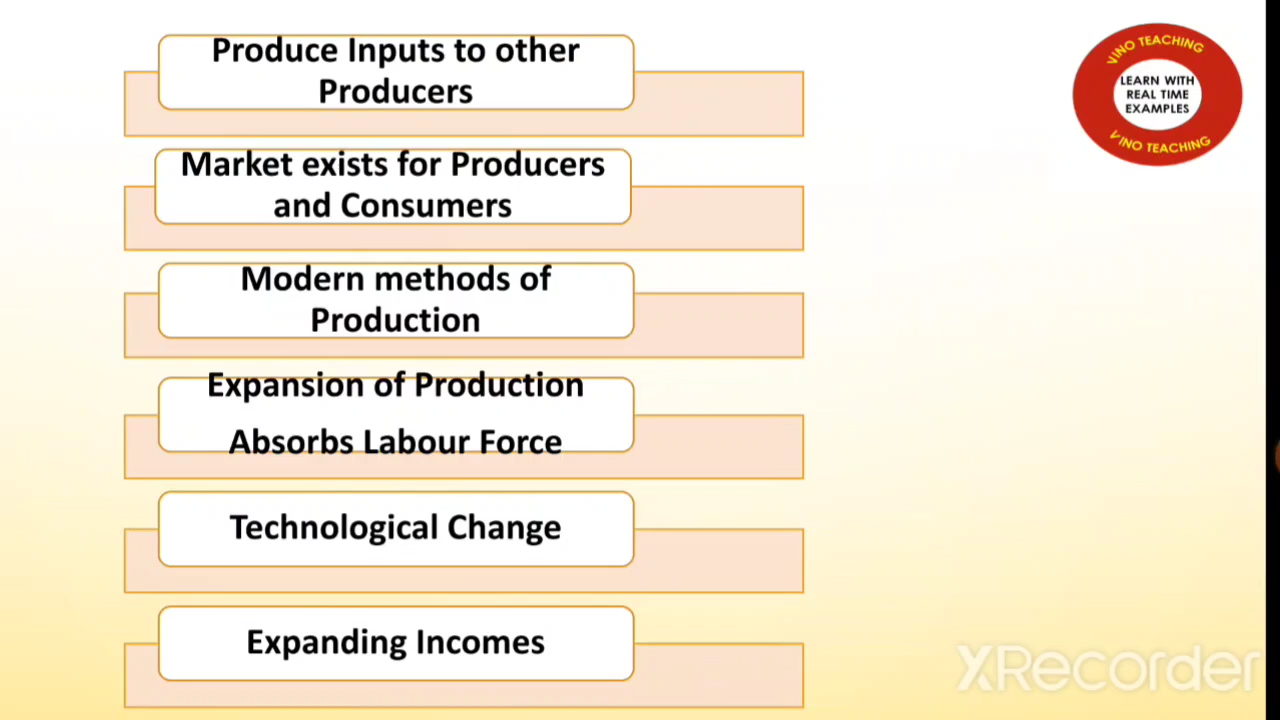 Produce Inputs to other
Producers
Market exists for Producers
and Consumers
Modern methods of
Production
Expansion of Production
Absorbs Labour Force
Technological Change
Expanding Incomes
VINO TEACHING
LEARN WITH
REAL TIME
EXAMPLES
VINO TEACHING
XRecorder